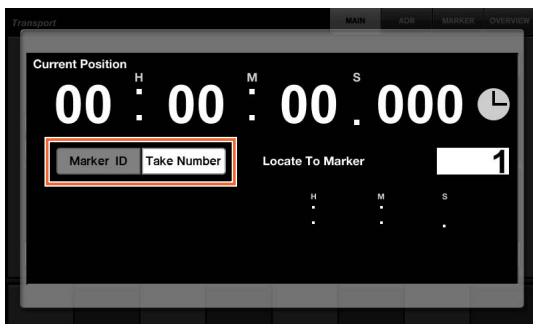 Transport
MAIN
ADR
MARKER
OVERVIEW
Current Position
H M S
00 : 00 : 00 . 000
Marker ID Take Number Locate To Marker 1
H M S
: : .